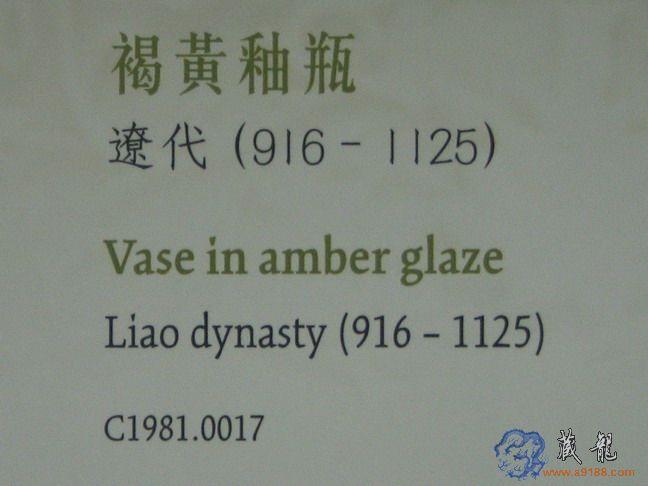 褐黃釉瓶
遼代 (916 – 1125)
Vase in amber glaze
Liao dynasty (916 – 1125)
C1981.0017
藏龍
www.a9188.com